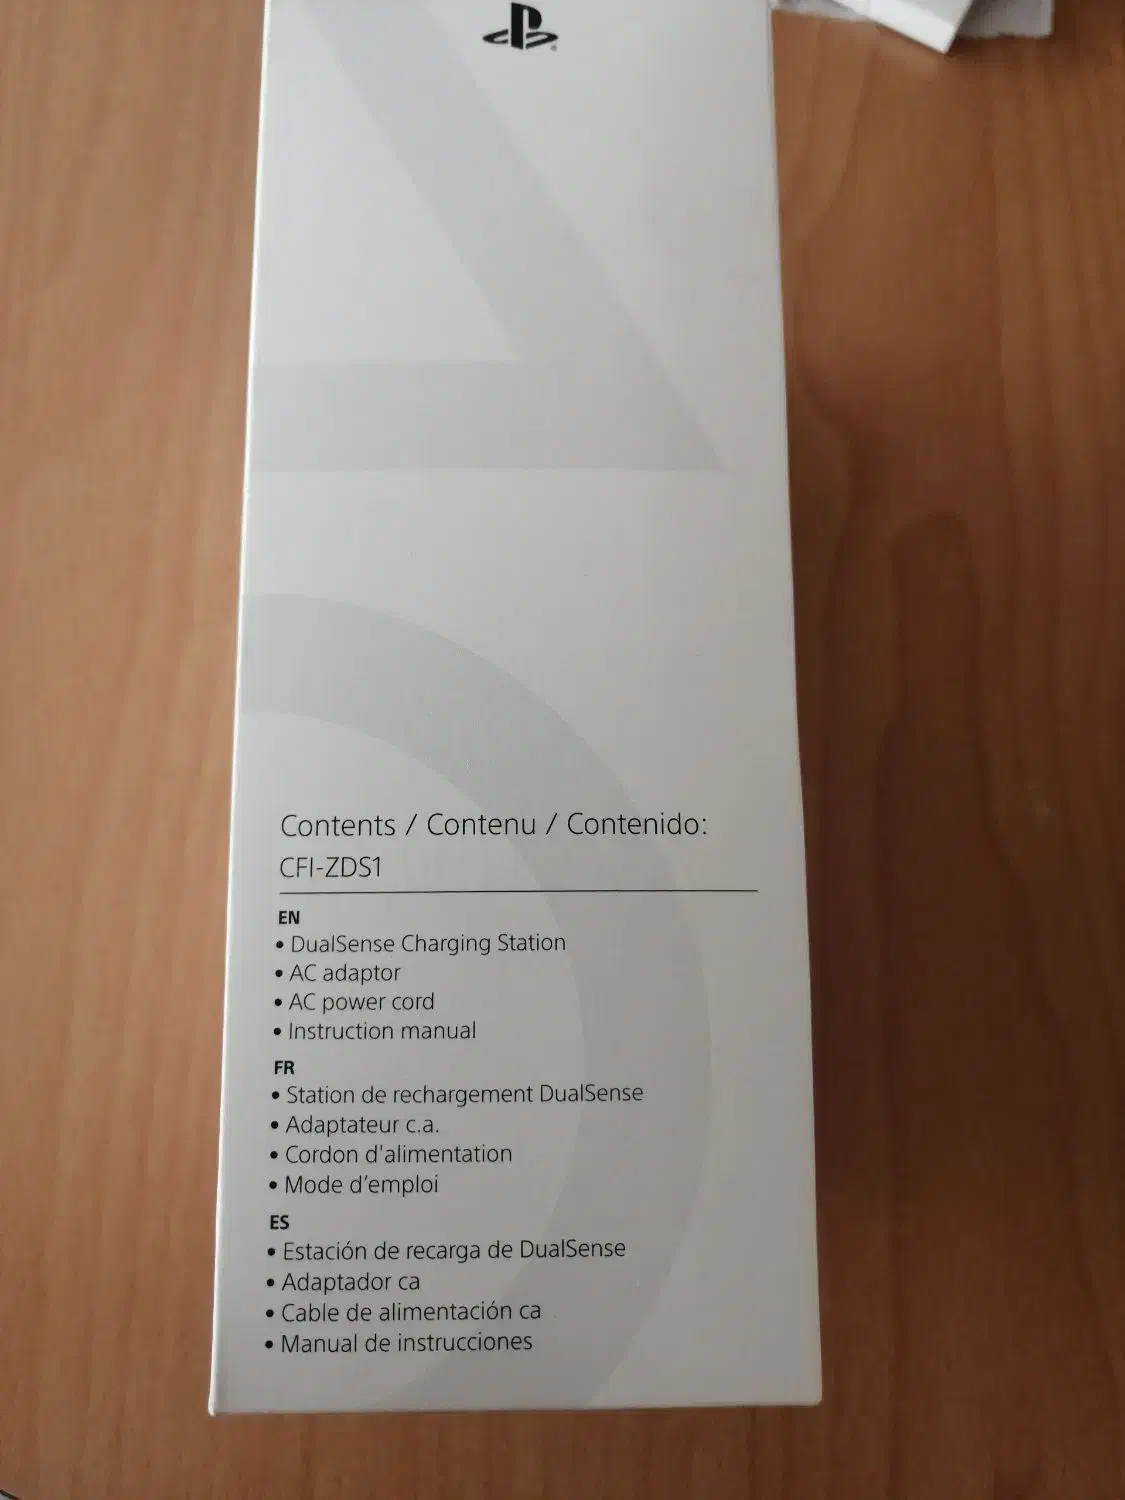 Contents / Contenu / Contenido:
CFI-ZDS1
EN
• DualSense Charging Station
• AC adaptor
• AC power cord
• Instruction manual
FR
• Station de rechargement DualSense
• Adaptateur c.a.
• Cordon d'alimentation
• Mode d’emploi
ES
• Estación de recarga de DualSense
• Adaptador ca
• Cable de alimentación ca
• Manual de instrucciones